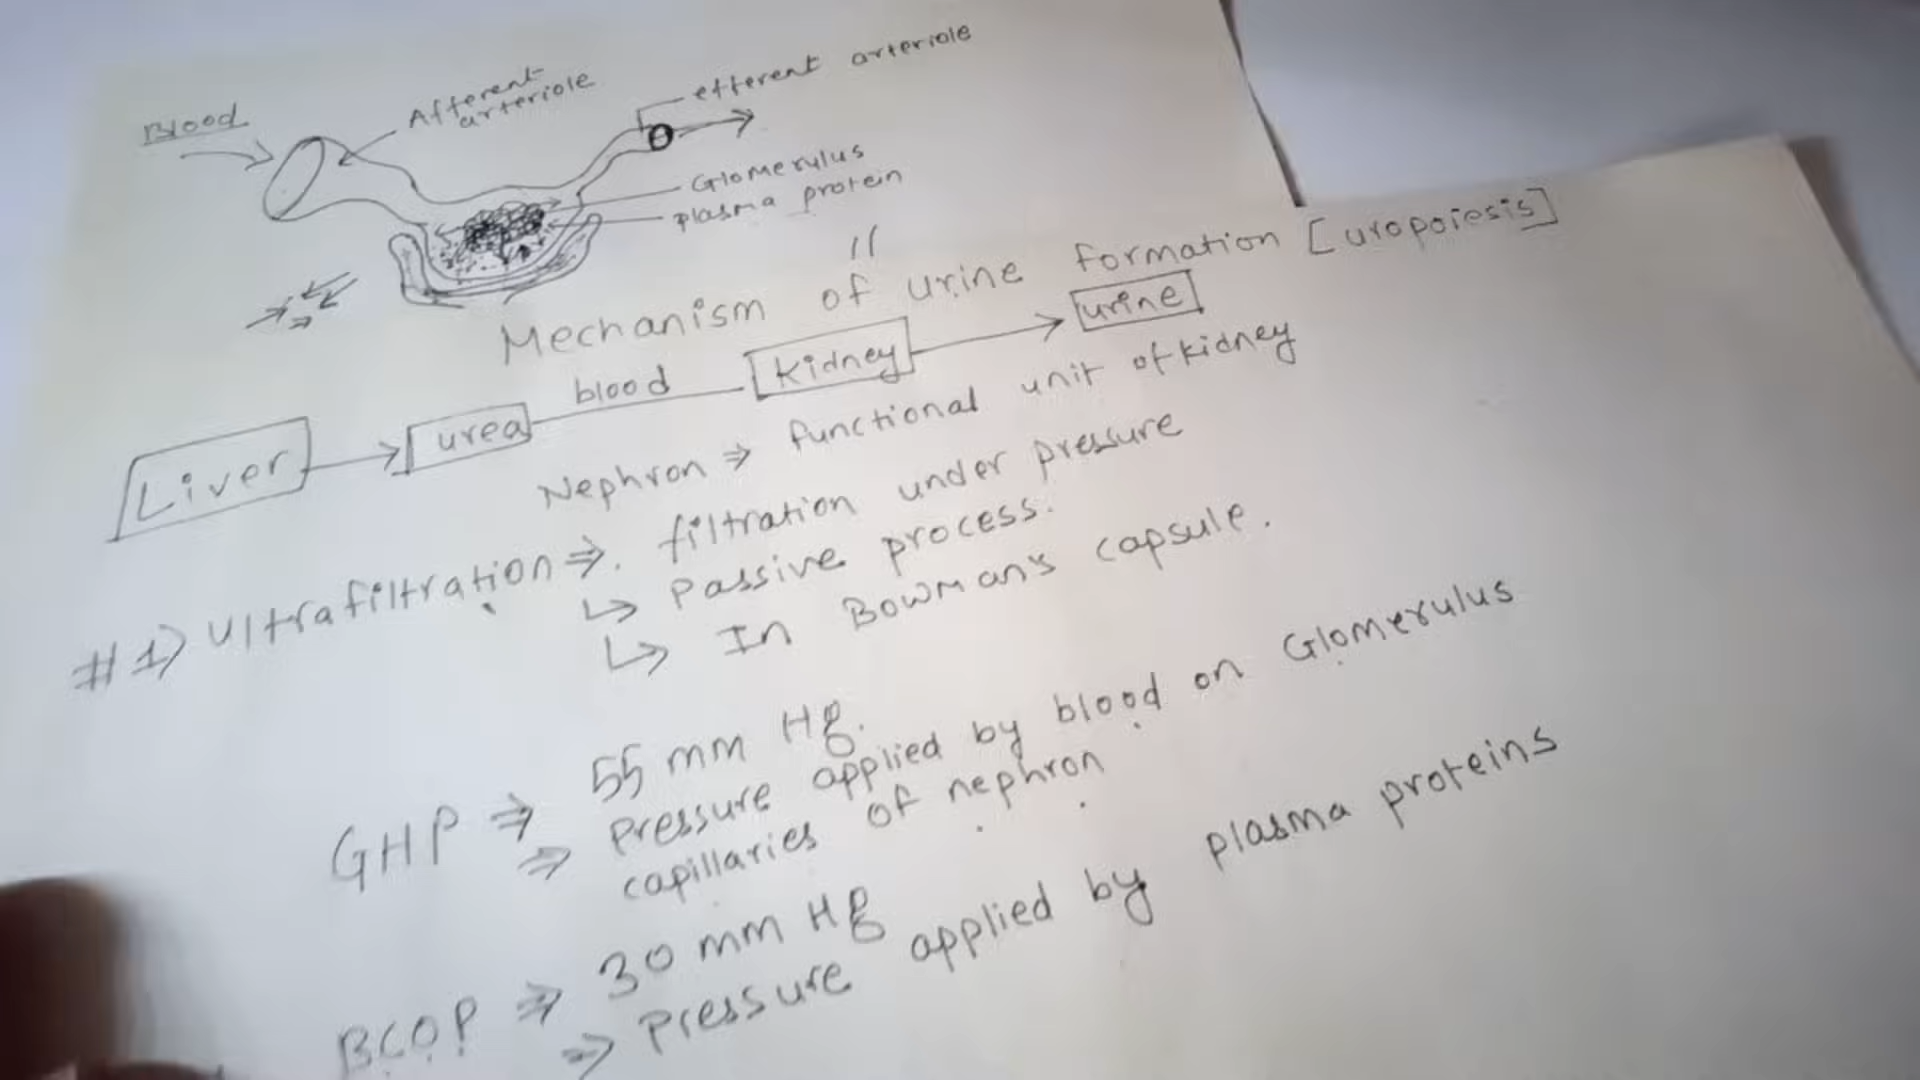 Blood
Afferent
arteriole
efferent arteriole
Glomerulus
plasma protein
Mechanism of urine formation [uropoiesis]
Liver → urea blood kidney → urine
Nephron ⇒ functional unit of kidney
#1) Ultrafiltration ⇒. filtration under pressure
↳ Passive process.
↳ In Bowman's capsule.
GHP ⇒ 55 mm Hg.
⇒ Pressure applied by blood on Glomerulus
capillaries of nephron
BCOP ⇒ 30 mm Hg
⇒ Pressure applied by plasma proteins